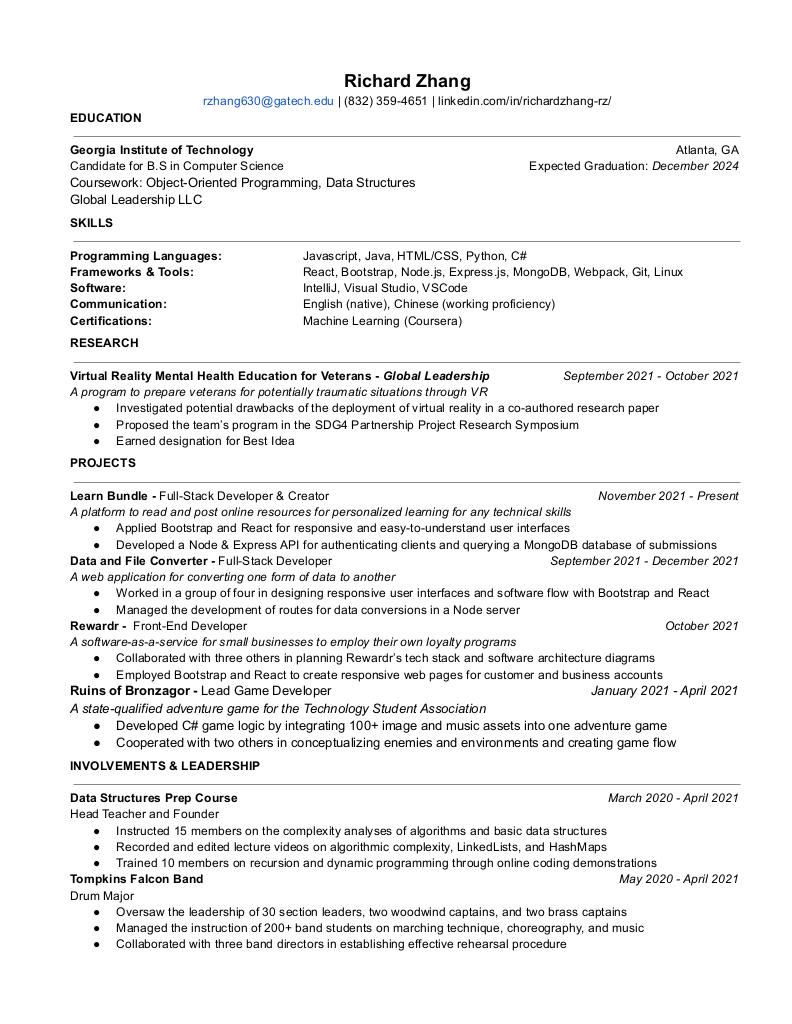 Richard Zhang
rzhang630@gatech.edu | (832) 359-4651 | linkedin.com/in/richardzhang-rz/
EDUCATION
Georgia Institute of Technology Atlanta, GA
Candidate for B.S in Computer Science Expected Graduation: December 2024
Coursework: Object-Oriented Programming, Data Structures
Global Leadership LLC
SKILLS
Programming Languages: Javascript, Java, HTML/CSS, Python, C#
Frameworks & Tools: React, Bootstrap, Node.js, Express.js, MongoDB, Webpack, Git, Linux
Software: IntelliJ, Visual Studio, VSCode
Communication: English (native), Chinese (working proficiency)
Certifications: Machine Learning (Coursera)
RESEARCH
Virtual Reality Mental Health Education for Veterans - Global Leadership September 2021 - October 2021
A program to prepare veterans for potentially traumatic situations through VR
● Investigated potential drawbacks of the deployment of virtual reality in a co-authored research paper
● Proposed the team's program in the SDG4 Partnership Project Research Symposium
● Earned designation for Best Idea
PROJECTS
Learn Bundle - Full-Stack Developer & Creator November 2021 - Present
A platform to read and post online resources for personalized learning for any technical skills
● Applied Bootstrap and React for responsive and easy-to-understand user interfaces
● Developed a Node & Express API for authenticating clients and querying a MongoDB database of submissions
Data and File Converter - Full-Stack Developer September 2021 - December 2021
A web application for converting one form of data to another
● Worked in a group of four in designing responsive user interfaces and software flow with Bootstrap and React
● Managed the development of routes for data conversions in a Node server
Rewardr - Front-End Developer October 2021
A software-as-a-service for small businesses to employ their own loyalty programs
● Collaborated with three others in planning Rewardr's tech stack and software architecture diagrams
● Employed Bootstrap and React to create responsive web pages for customer and business accounts
Ruins of Bronzagor - Lead Game Developer January 2021 - April 2021
A state-qualified adventure game for the Technology Student Association
● Developed C# game logic by integrating 100+ image and music assets into one adventure game
● Cooperated with two others in conceptualizing enemies and environments and creating game flow
INVOLVEMENTS & LEADERSHIP
Data Structures Prep Course March 2020 - April 2021
Head Teacher and Founder
● Instructed 15 members on the complexity analyses of algorithms and basic data structures
● Recorded and edited lecture videos on algorithmic complexity, LinkedLists, and HashMaps
● Trained 10 members on recursion and dynamic programming through online coding demonstrations
Tompkins Falcon Band May 2020 - April 2021
Drum Major
● Oversaw the leadership of 30 section leaders, two woodwind captains, and two brass captains
● Managed the instruction of 200+ band students on marching technique, choreography, and music
● Collaborated with three band directors in establishing effective rehearsal procedure